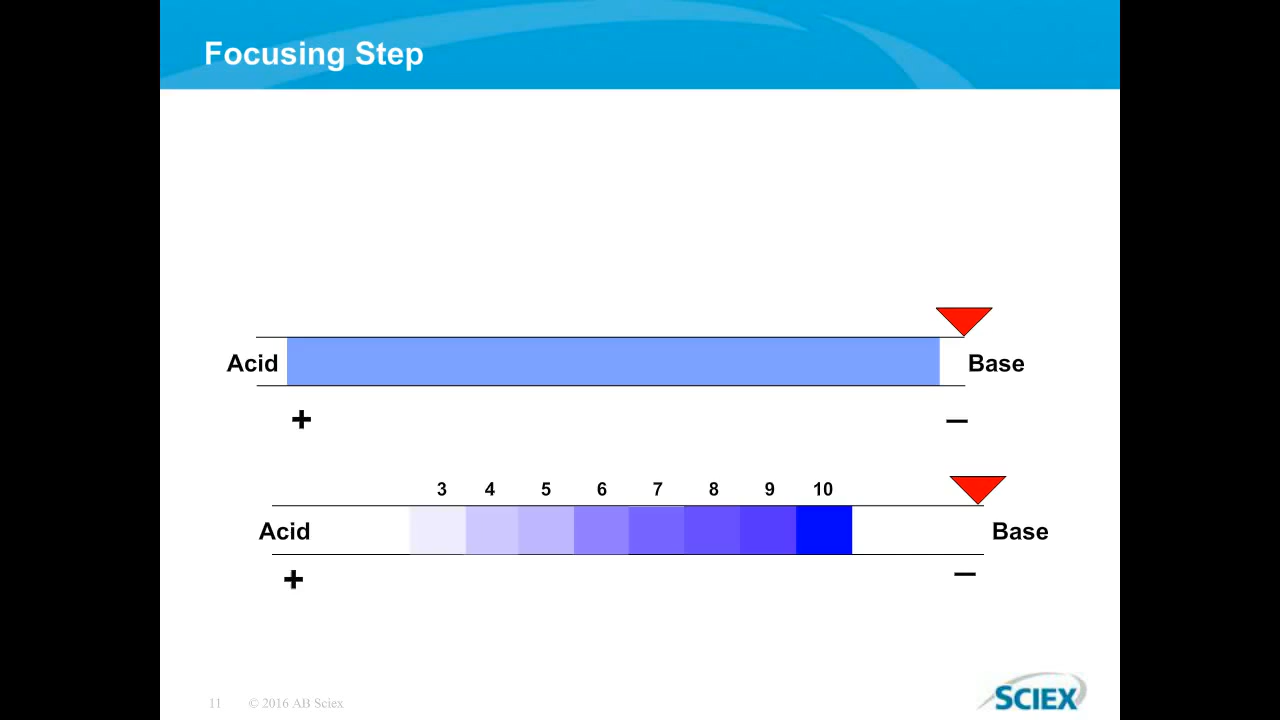 Focusing Step
Acid
Base
+
–
3 4 5 6 7 8 9 10
Acid
Base
+
–
11 © 2016 AB Sciex
SCIEX